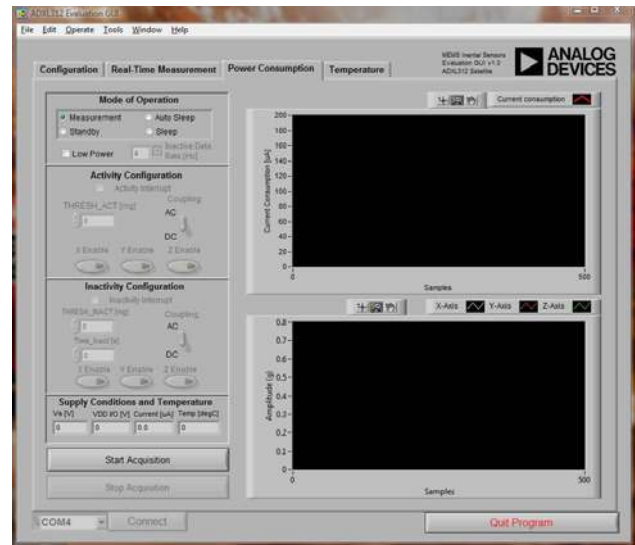 ADXL312 Evaluation GUI
File Edit Operate Tools Window Help
MEMS Inertial Sensors
Evaluation GUI v1.0
ADXL312 Satellite
ANALOG
DEVICES
Configuration Real-Time Measurement Power Consumption Temperature
Mode of Operation
Measurement Auto Sleep
Standby Sleep
Low Power 4 Inactive Data
Rate [Hz]
Activity Configuration
Activity Interrupt
THRESH_ACT [mg] Coupling
0 AC
DC
X Enable Y Enable Z Enable
Inactivity Configuration
Inactivity Interrupt
THRESH_INACT [mg] Coupling
0 AC
Time_Inact [s]
0 DC
X Enable Y Enable Z Enable
Supply Conditions and Temperature
Vs [V] VDD I/O [V] Current [uA] Temp [degC]
0 0 0.0 0
Start Acquisition
Stop Acquisition
COM4 Connect
Current consumption
Current Consumption [uA]
200
180
160
140
120
100
80
60
40
20
0
0 500
Samples
X-Axis Y-Axis Z-Axis
Amplitude (g)
0.8
0.7
0.6
0.5
0.4
0.3
0.2
0.1
0
0 500
Samples
Quit Program